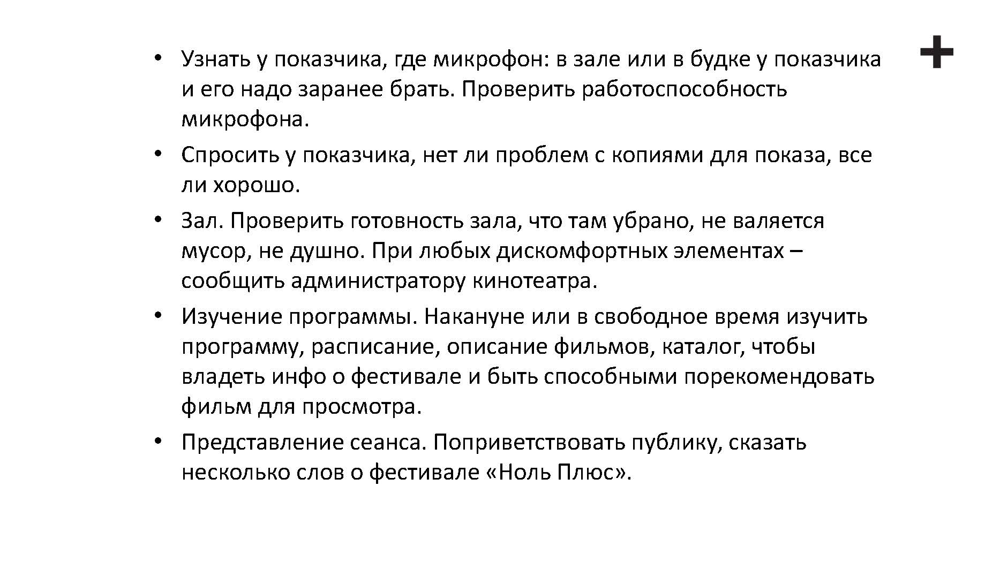 • Узнать у показчика, где микрофон: в зале или в будке у показчика
и его надо заранее брать. Проверить работоспособность
микрофона.
• Спросить у показчика, нет ли проблем с копиями для показа, все
ли хорошо.
• Зал. Проверить готовность зала, что там убрано, не валяется
мусор, не душно. При любых дискомфортных элементах –
сообщить администратору кинотеатра.
• Изучение программы. Накануне или в свободное время изучить
программу, расписание, описание фильмов, каталог, чтобы
владеть инфо о фестивале и быть способными порекомендовать
фильм для просмотра.
• Представление сеанса. Поприветствовать публику, сказать
несколько слов о фестивале «Ноль Плюс».